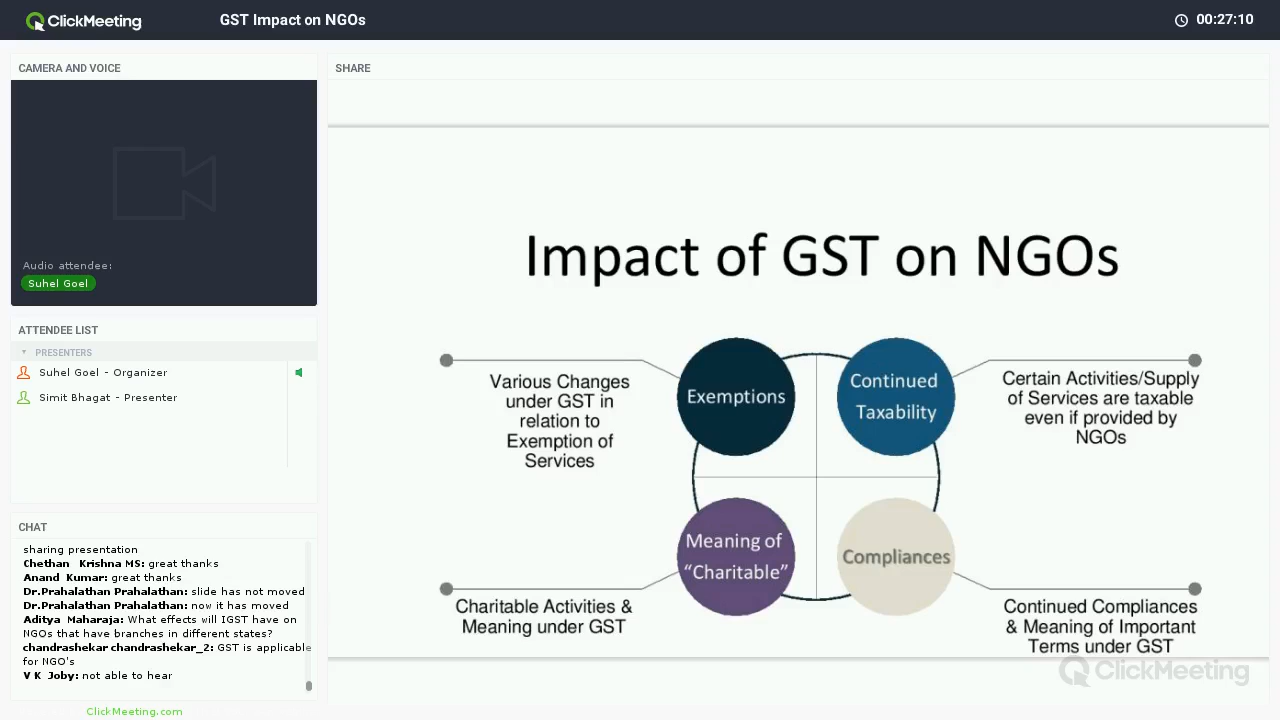 ClickMeeting
GST Impact on NGOs
00:27:10
CAMERA AND VOICE
Audio attendee:
Suhel Goel
ATTENDEE LIST
PRESENTERS
Suhel Goel - Organizer
Simit Bhagat - Presenter
CHAT
sharing presentation
Chethan Krishna MS: great thanks
Anand Kumar: great thanks
Dr.Prahalathan Prahalathan: slide has not moved
Dr.Prahalathan Prahalathan: now it has moved
Aditya Maharaja: What effects will IGST have on
NGOs that have branches in different states?
chandrashekar chandrashekar_2: GST is applicable
for NGO's
V K Joby: not able to hear
ClickMeeting.com
SHARE
Impact of GST on NGOs
Exemptions
Various Changes
under GST in
relation to
Exemption of
Services
Continued
Taxability
Certain Activities/Supply
of Services are taxable
even if provided by
NGOs
Meaning of
“Charitable”
Charitable Activities &
Meaning under GST
Compliances
Continued Compliances
& Meaning of Important
Terms under GST
ClickMeeting